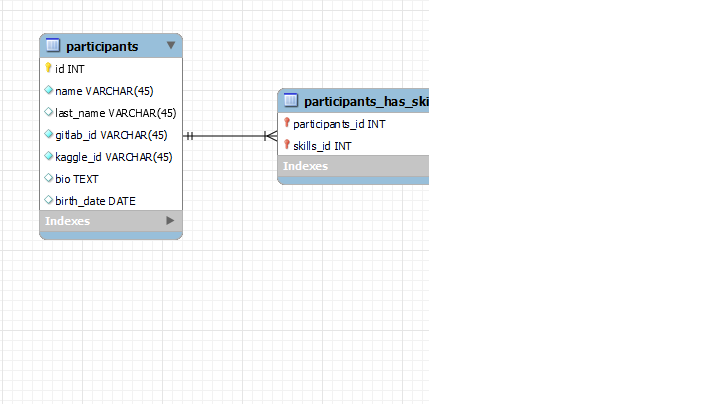 participants
id INT
name VARCHAR(45)
last_name VARCHAR(45)
gitlab_id VARCHAR(45)
kaggle_id VARCHAR(45)
bio TEXT
birth_date DATE
Indexes
participants_has_ski
participants_id INT
skills_id INT
Indexes